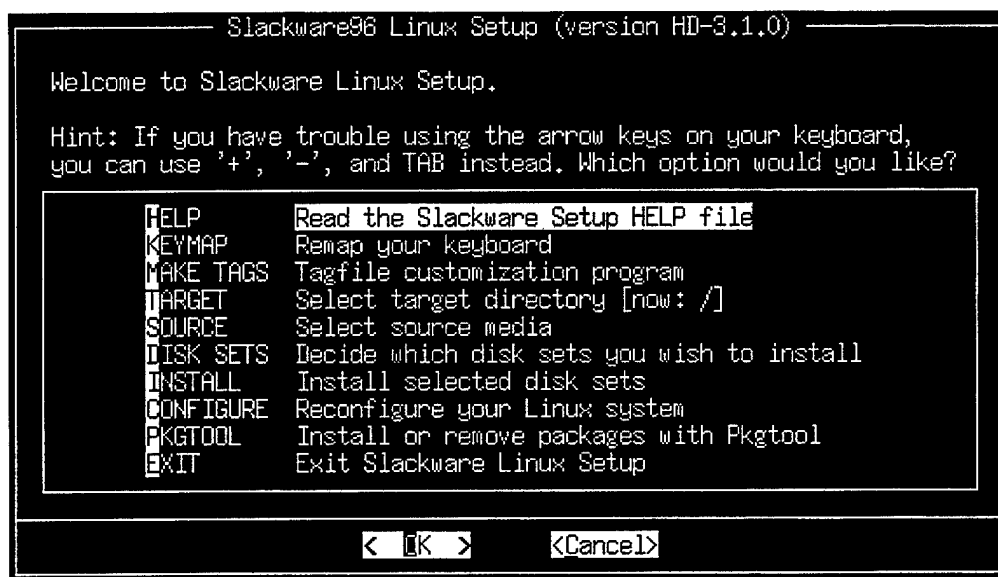 Slackware96 Linux Setup (version HD-3.1.0)
Welcome to Slackware Linux Setup.
Hint: If you have trouble using the arrow keys on your keyboard,
you can use '+', '-', and TAB instead. Which option would you like?
HELP Read the Slackware Setup HELP file
KEYMAP Remap your keyboard
MAKE TAGS Tagfile customization program
TARGET Select target directory [now: /]
SOURCE Select source media
DISK SETS Decide which disk sets you wish to install
INSTALL Install selected disk sets
CONFIGURE Reconfigure your Linux system
PKGTOOL Install or remove packages with Pkgtool
EXIT Exit Slackware Linux Setup
< OK > <Cancel>